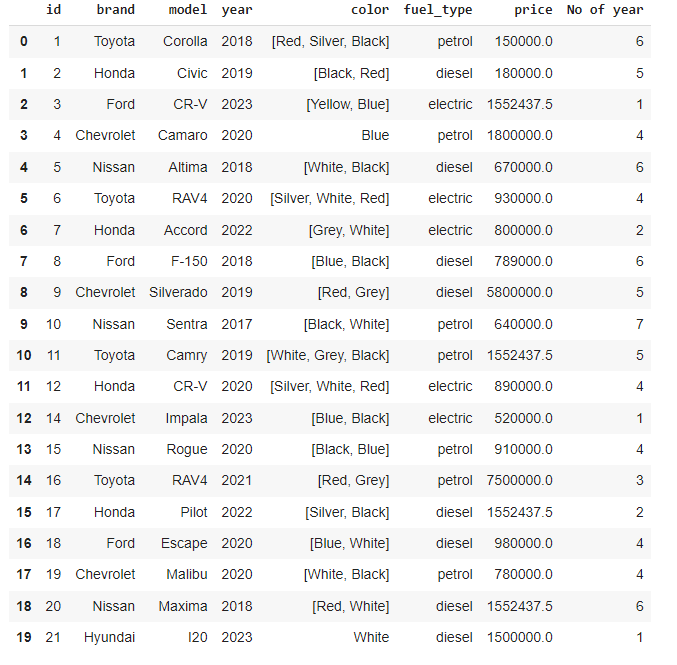 id brand model year color fuel_type price No of year
0 1 Toyota Corolla 2018 [Red, Silver, Black] petrol 150000.0 6
1 2 Honda Civic 2019 [Black, Red] diesel 180000.0 5
2 3 Ford CR-V 2023 [Yellow, Blue] electric 1552437.5 1
3 4 Chevrolet Camaro 2020 Blue petrol 1800000.0 4
4 5 Nissan Altima 2018 [White, Black] diesel 670000.0 6
5 6 Toyota RAV4 2020 [Silver, White, Red] electric 930000.0 4
6 7 Honda Accord 2022 [Grey, White] electric 800000.0 2
7 8 Ford F-150 2018 [Blue, Black] diesel 789000.0 6
8 9 Chevrolet Silverado 2019 [Red, Grey] diesel 5800000.0 5
9 10 Nissan Sentra 2017 [Black, White] petrol 640000.0 7
10 11 Toyota Camry 2019 [White, Grey, Black] petrol 1552437.5 5
11 12 Honda CR-V 2020 [Silver, White, Red] electric 890000.0 4
12 14 Chevrolet Impala 2023 [Blue, Black] electric 520000.0 1
13 15 Nissan Rogue 2020 [Black, Blue] petrol 910000.0 4
14 16 Toyota RAV4 2021 [Red, Grey] petrol 7500000.0 3
15 17 Honda Pilot 2022 [Silver, Black] diesel 1552437.5 2
16 18 Ford Escape 2020 [Blue, White] diesel 980000.0 4
17 19 Chevrolet Malibu 2020 [White, Black] petrol 780000.0 4
18 20 Nissan Maxima 2018 [Red, White] diesel 1552437.5 6
19 21 Hyundai I20 2023 White diesel 1500000.0 1